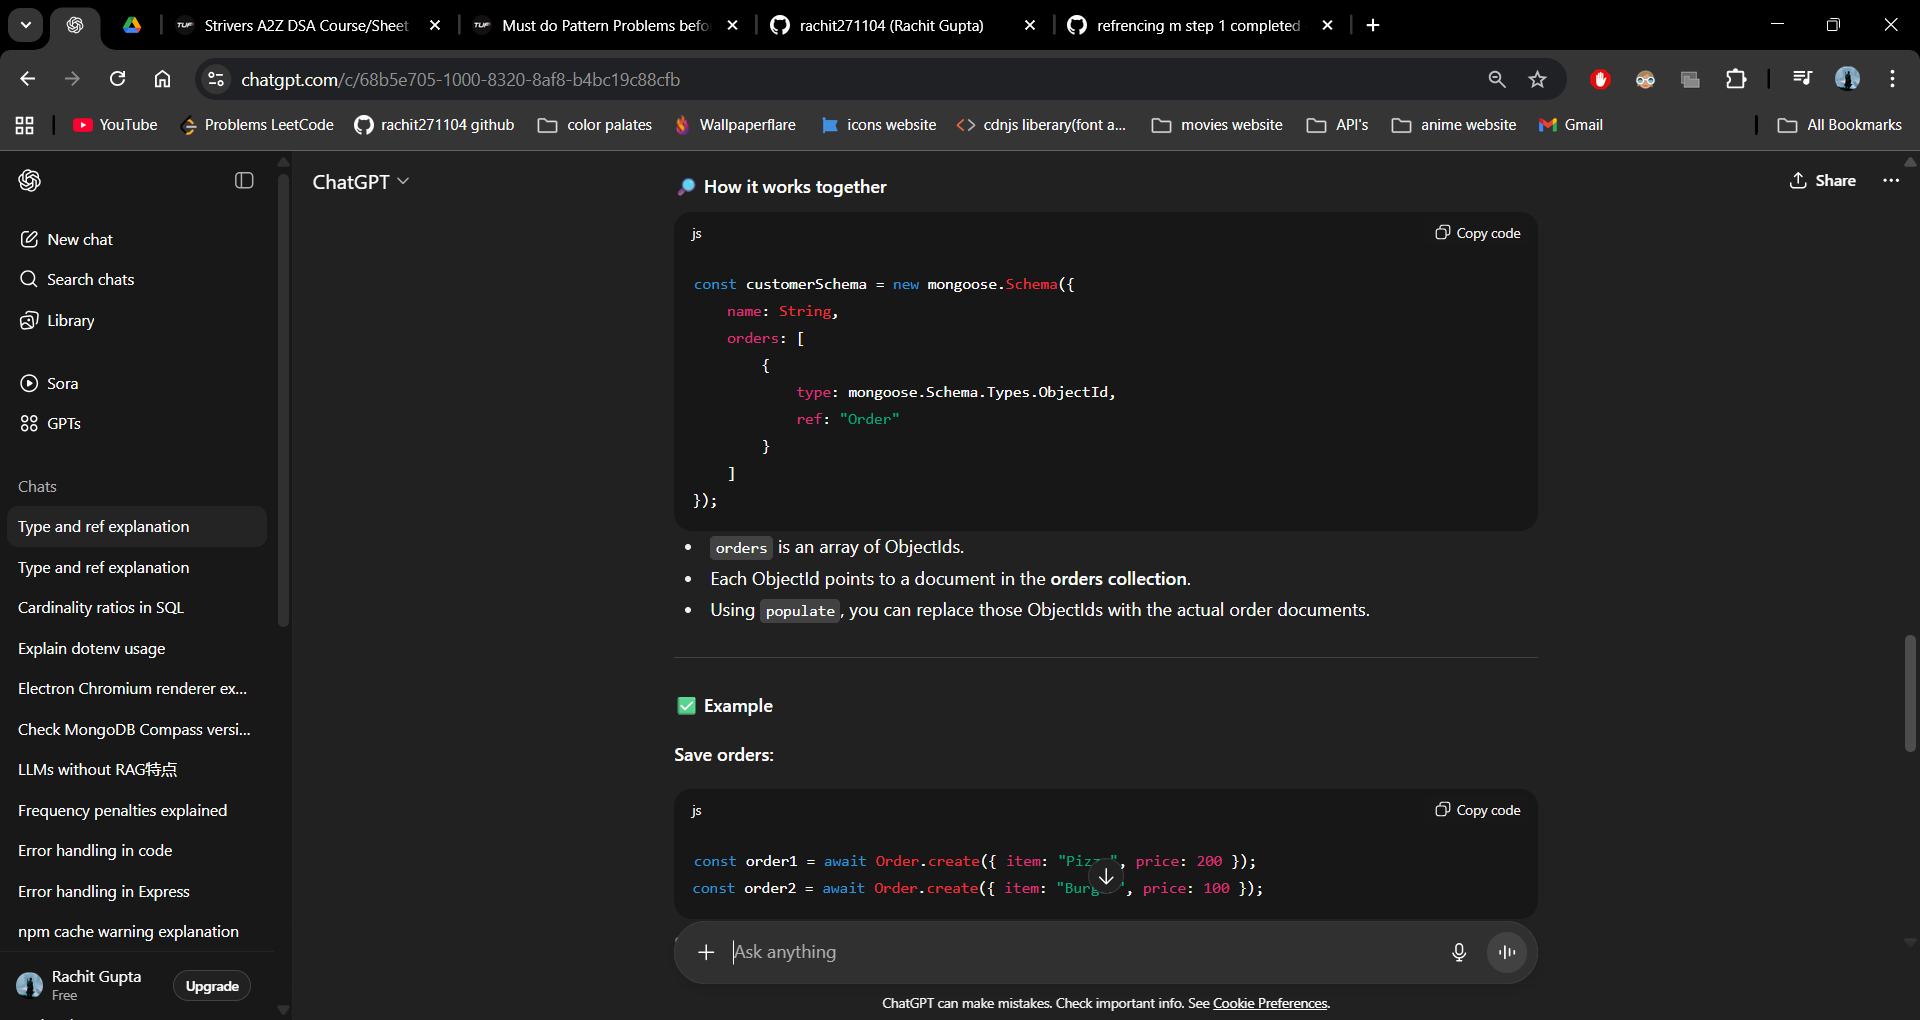 Strivers A2Z DSA Course/Sheet
Must do Pattern Problems befo
rachit271104 (Rachit Gupta)
refrencing m step 1 completed
chatgpt.com/c/68b5e705-1000-8320-8af8-b4bc19c88cfb
YouTube
Problems LeetCode
rachit271104 github
color palates
Wallpaperflare
icons website
cdnjs liberary(font a...
movies website
API's
anime website
Gmail
All Bookmarks
ChatGPT
Share
New chat
Search chats
Library
Sora
GPTs
Chats
Type and ref explanation
Type and ref explanation
Cardinality ratios in SQL
Explain dotenv usage
Electron Chromium renderer ex...
Check MongoDB Compass versi...
LLMs without RAG特点
Frequency penalties explained
Error handling in code
Error handling in Express
npm cache warning explanation
Rachit Gupta
Free
Upgrade
🔎 How it works together
js
Copy code
const customerSchema = new mongoose.Schema({
name: String,
orders: [
{
type: mongoose.Schema.Types.ObjectId,
ref: "Order"
}
]
});
• orders is an array of ObjectIds.
• Each ObjectId points to a document in the orders collection.
• Using populate, you can replace those ObjectIds with the actual order documents.
✅ Example
Save orders:
js
Copy code
const order1 = await Order.create({ item: "", price: 200 });
const order2 = await Order.create({ item: "", price: 100 });
Ask anything
ChatGPT can make mistakes. Check important info. See Cookie Preferences.